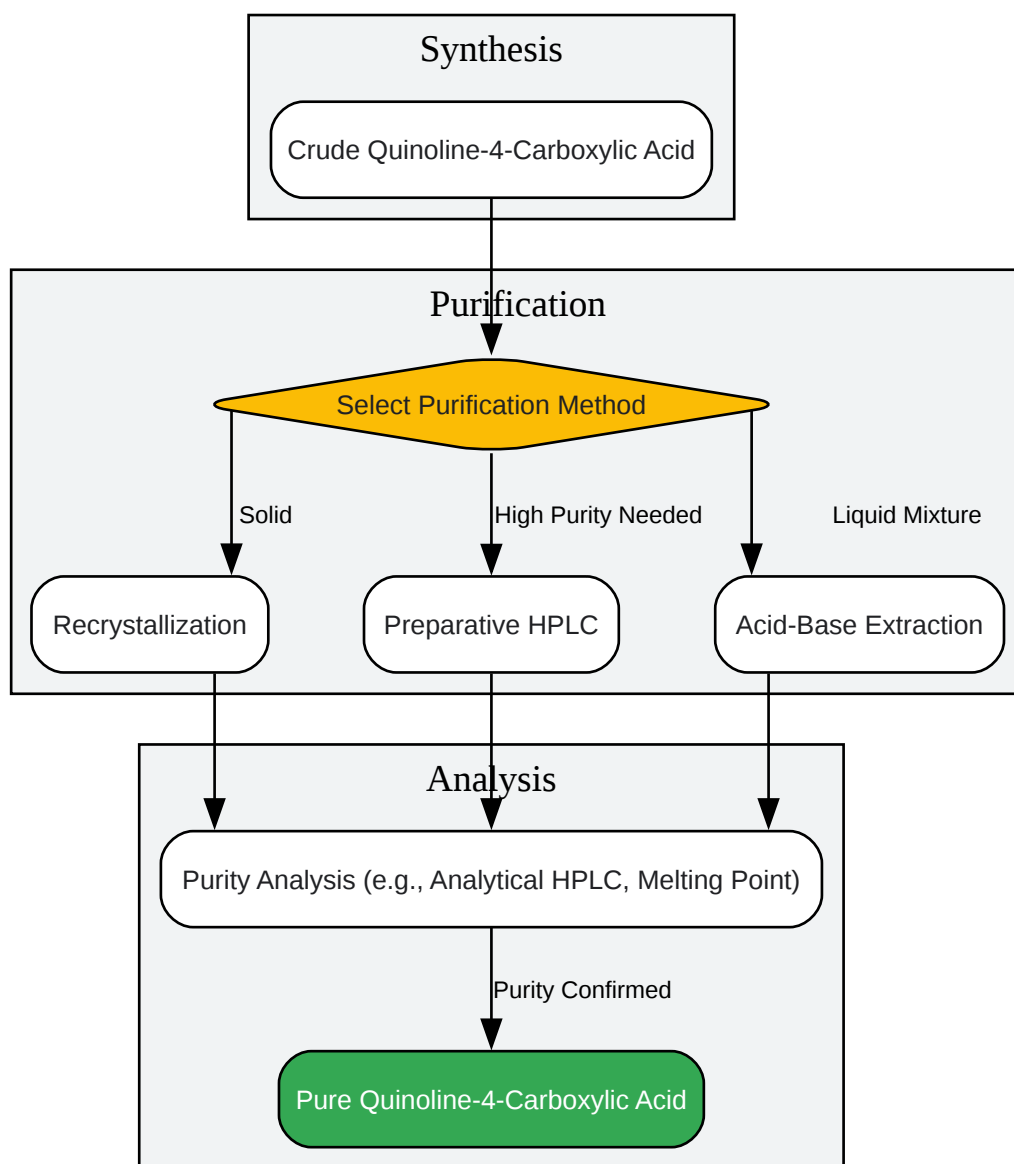 Synthesis
Crude Quinoline-4-Carboxylic Acid
Purification
Select Purification Method
Solid
High Purity Needed
Liquid Mixture
Recrystallization
Preparative HPLC
Acid-Base Extraction
Analysis
Purity Analysis (e.g., Analytical HPLC, Melting Point)
Purity Confirmed
Pure Quinoline-4-Carboxylic Acid